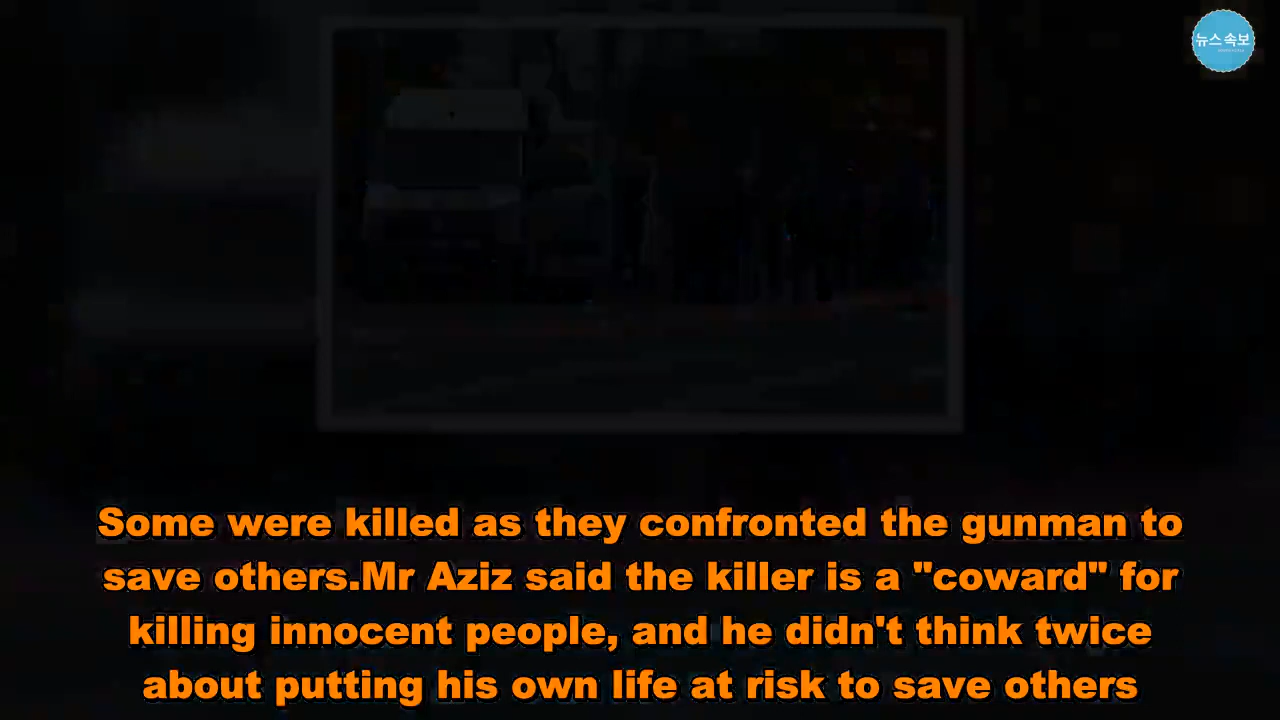 뉴스 속보
Some were killed as they confronted the gunman to
save others.Mr Aziz said the killer is a "coward" for
killing innocent people, and he didn't think twice
about putting his own life at risk to save others